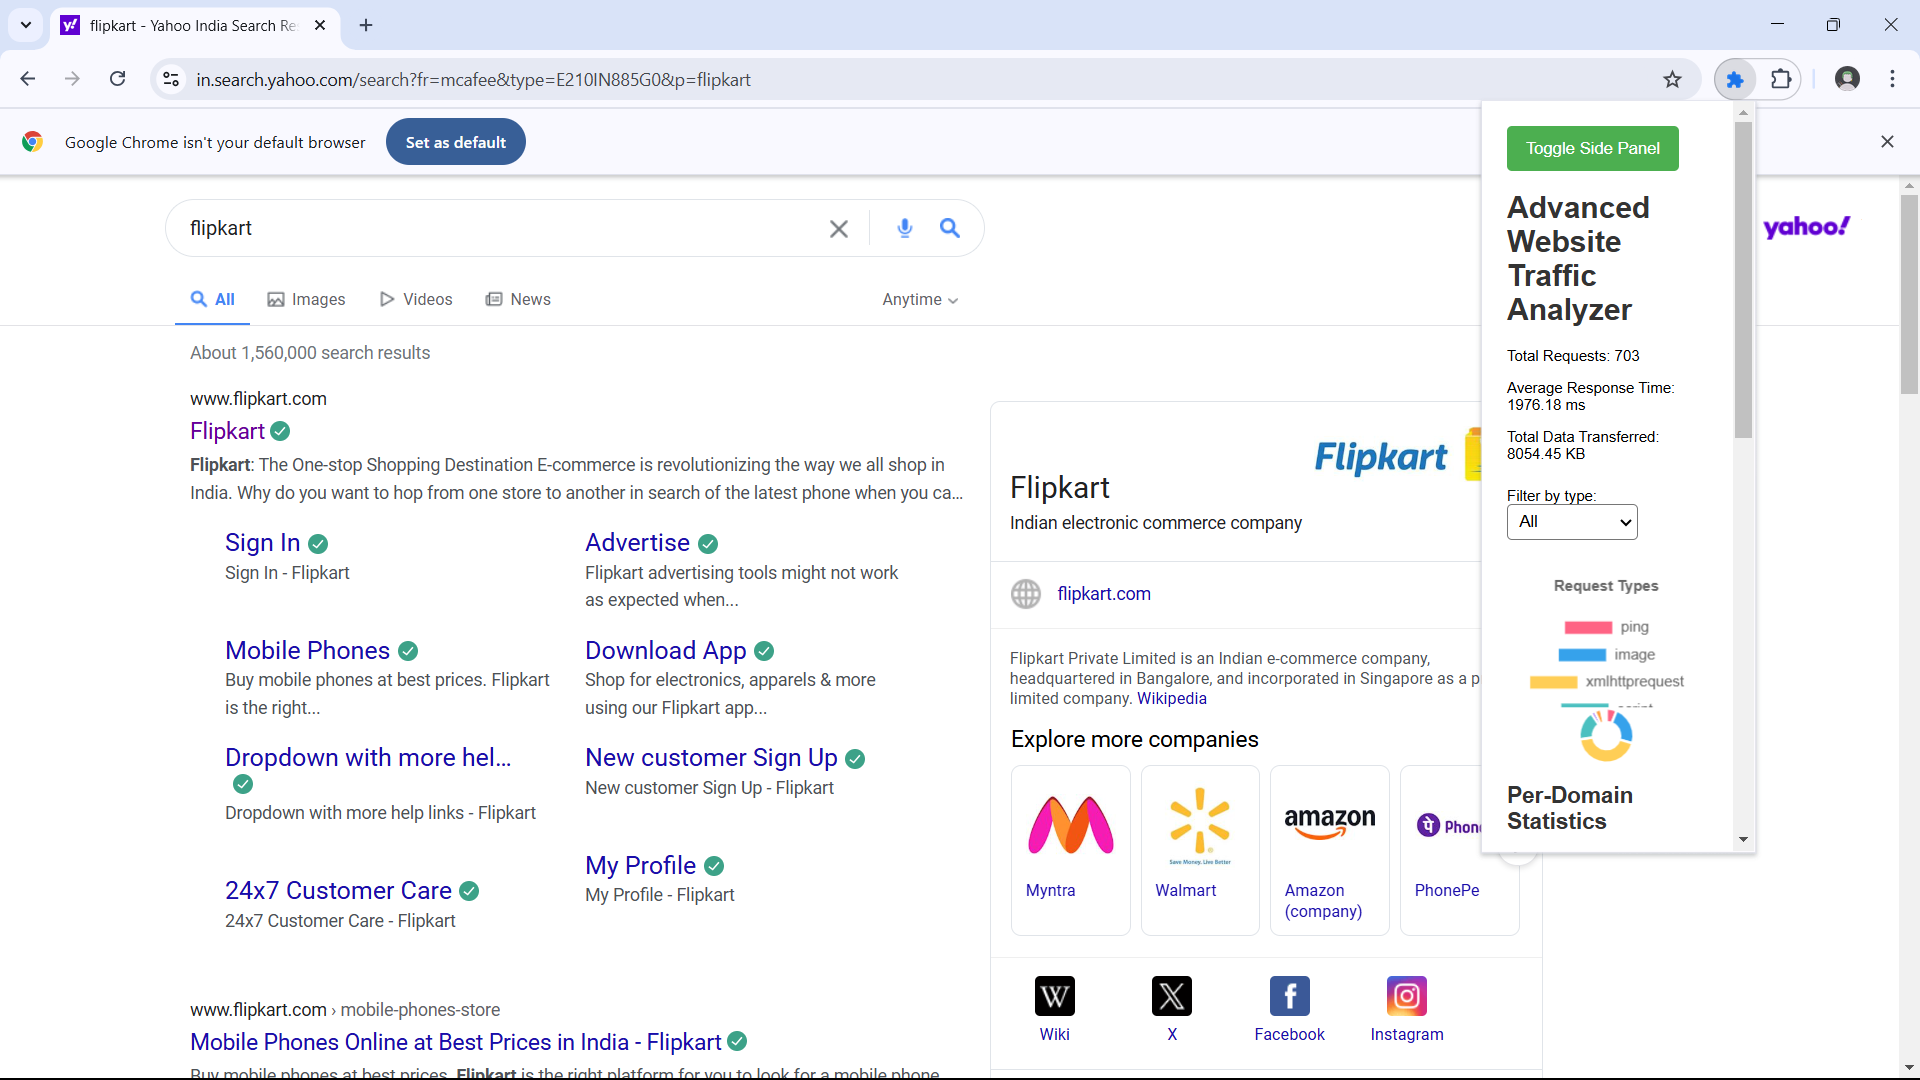 flipkart - Yahoo India Search Re
in.search.yahoo.com/search?fr=mcafee&type=E210IN885G0&p=flipkart
Google Chrome isn't your default browser
Set as default
flipkart
yahoo!
All
Images
Videos
News
Anytime
About 1,560,000 search results
www.flipkart.com
Flipkart
Flipkart: The One-stop Shopping Destination E-commerce is revolutionizing the way we all shop in
India. Why do you want to hop from one store to another in search of the latest phone when you ca...
Sign In
Sign In - Flipkart
Advertise
Flipkart advertising tools might not work
as expected when...
Mobile Phones
Buy mobile phones at best prices. Flipkart
is the right...
Download App
Shop for electronics, apparels & more
using our Flipkart app...
Dropdown with more hel...
Dropdown with more help links - Flipkart
New customer Sign Up
New customer Sign Up - Flipkart
24x7 Customer Care
24x7 Customer Care - Flipkart
My Profile
My Profile - Flipkart
www.flipkart.com › mobile-phones-store
Mobile Phones Online at Best Prices in India - Flipkart
Buy mobile phones at best prices. Flipkart is the right platform for you to look for a mobile phone
Flipkart
Flipkart
Indian electronic commerce company
flipkart.com
Flipkart Private Limited is an Indian e-commerce company,
headquartered in Bangalore, and incorporated in Singapore as a p
limited company. Wikipedia
Explore more companies
Save Money. Live Better
amazon
Phon
Myntra
Walmart
Amazon
(company)
PhonePe
W
X
f
Wiki
X
Facebook
Instagram
Toggle Side Panel
Advanced
Website
Traffic
Analyzer
Total Requests: 703
Average Response Time:
1976.18 ms
Total Data Transferred:
8054.45 KB
Filter by type:
All
Request Types
ping
image
xmlhttprequest
Per-Domain
Statistics